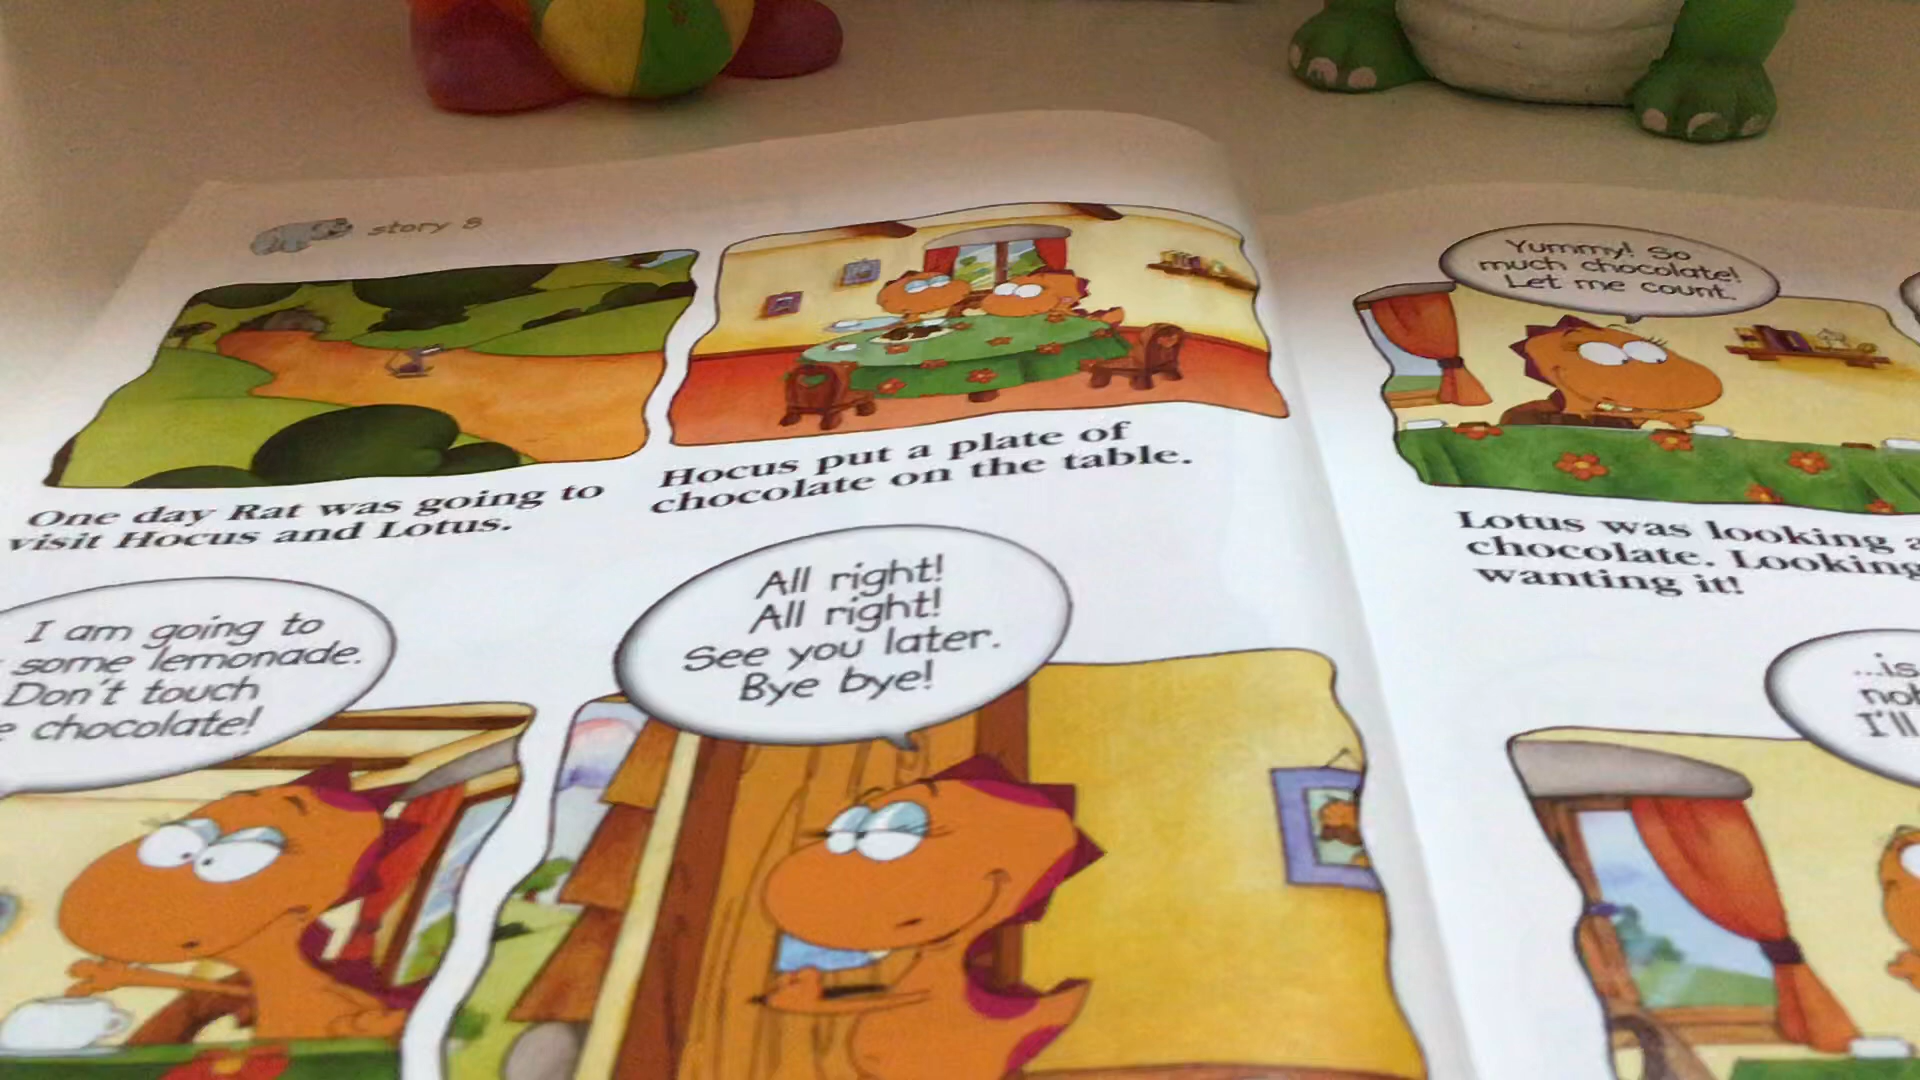 story 8
One day Rat was going to
visit Hocus and Lotus.
Hocus put a plate of
chocolate on the table.
I am going to
some lemonade.
Don't touch
chocolate!
All right!
All right!
See you later.
Bye bye!
Yummy! So
much chocolate!
Let me count.
Lotus was looking
chocolate. Looking
wanting it!
...is
I'll